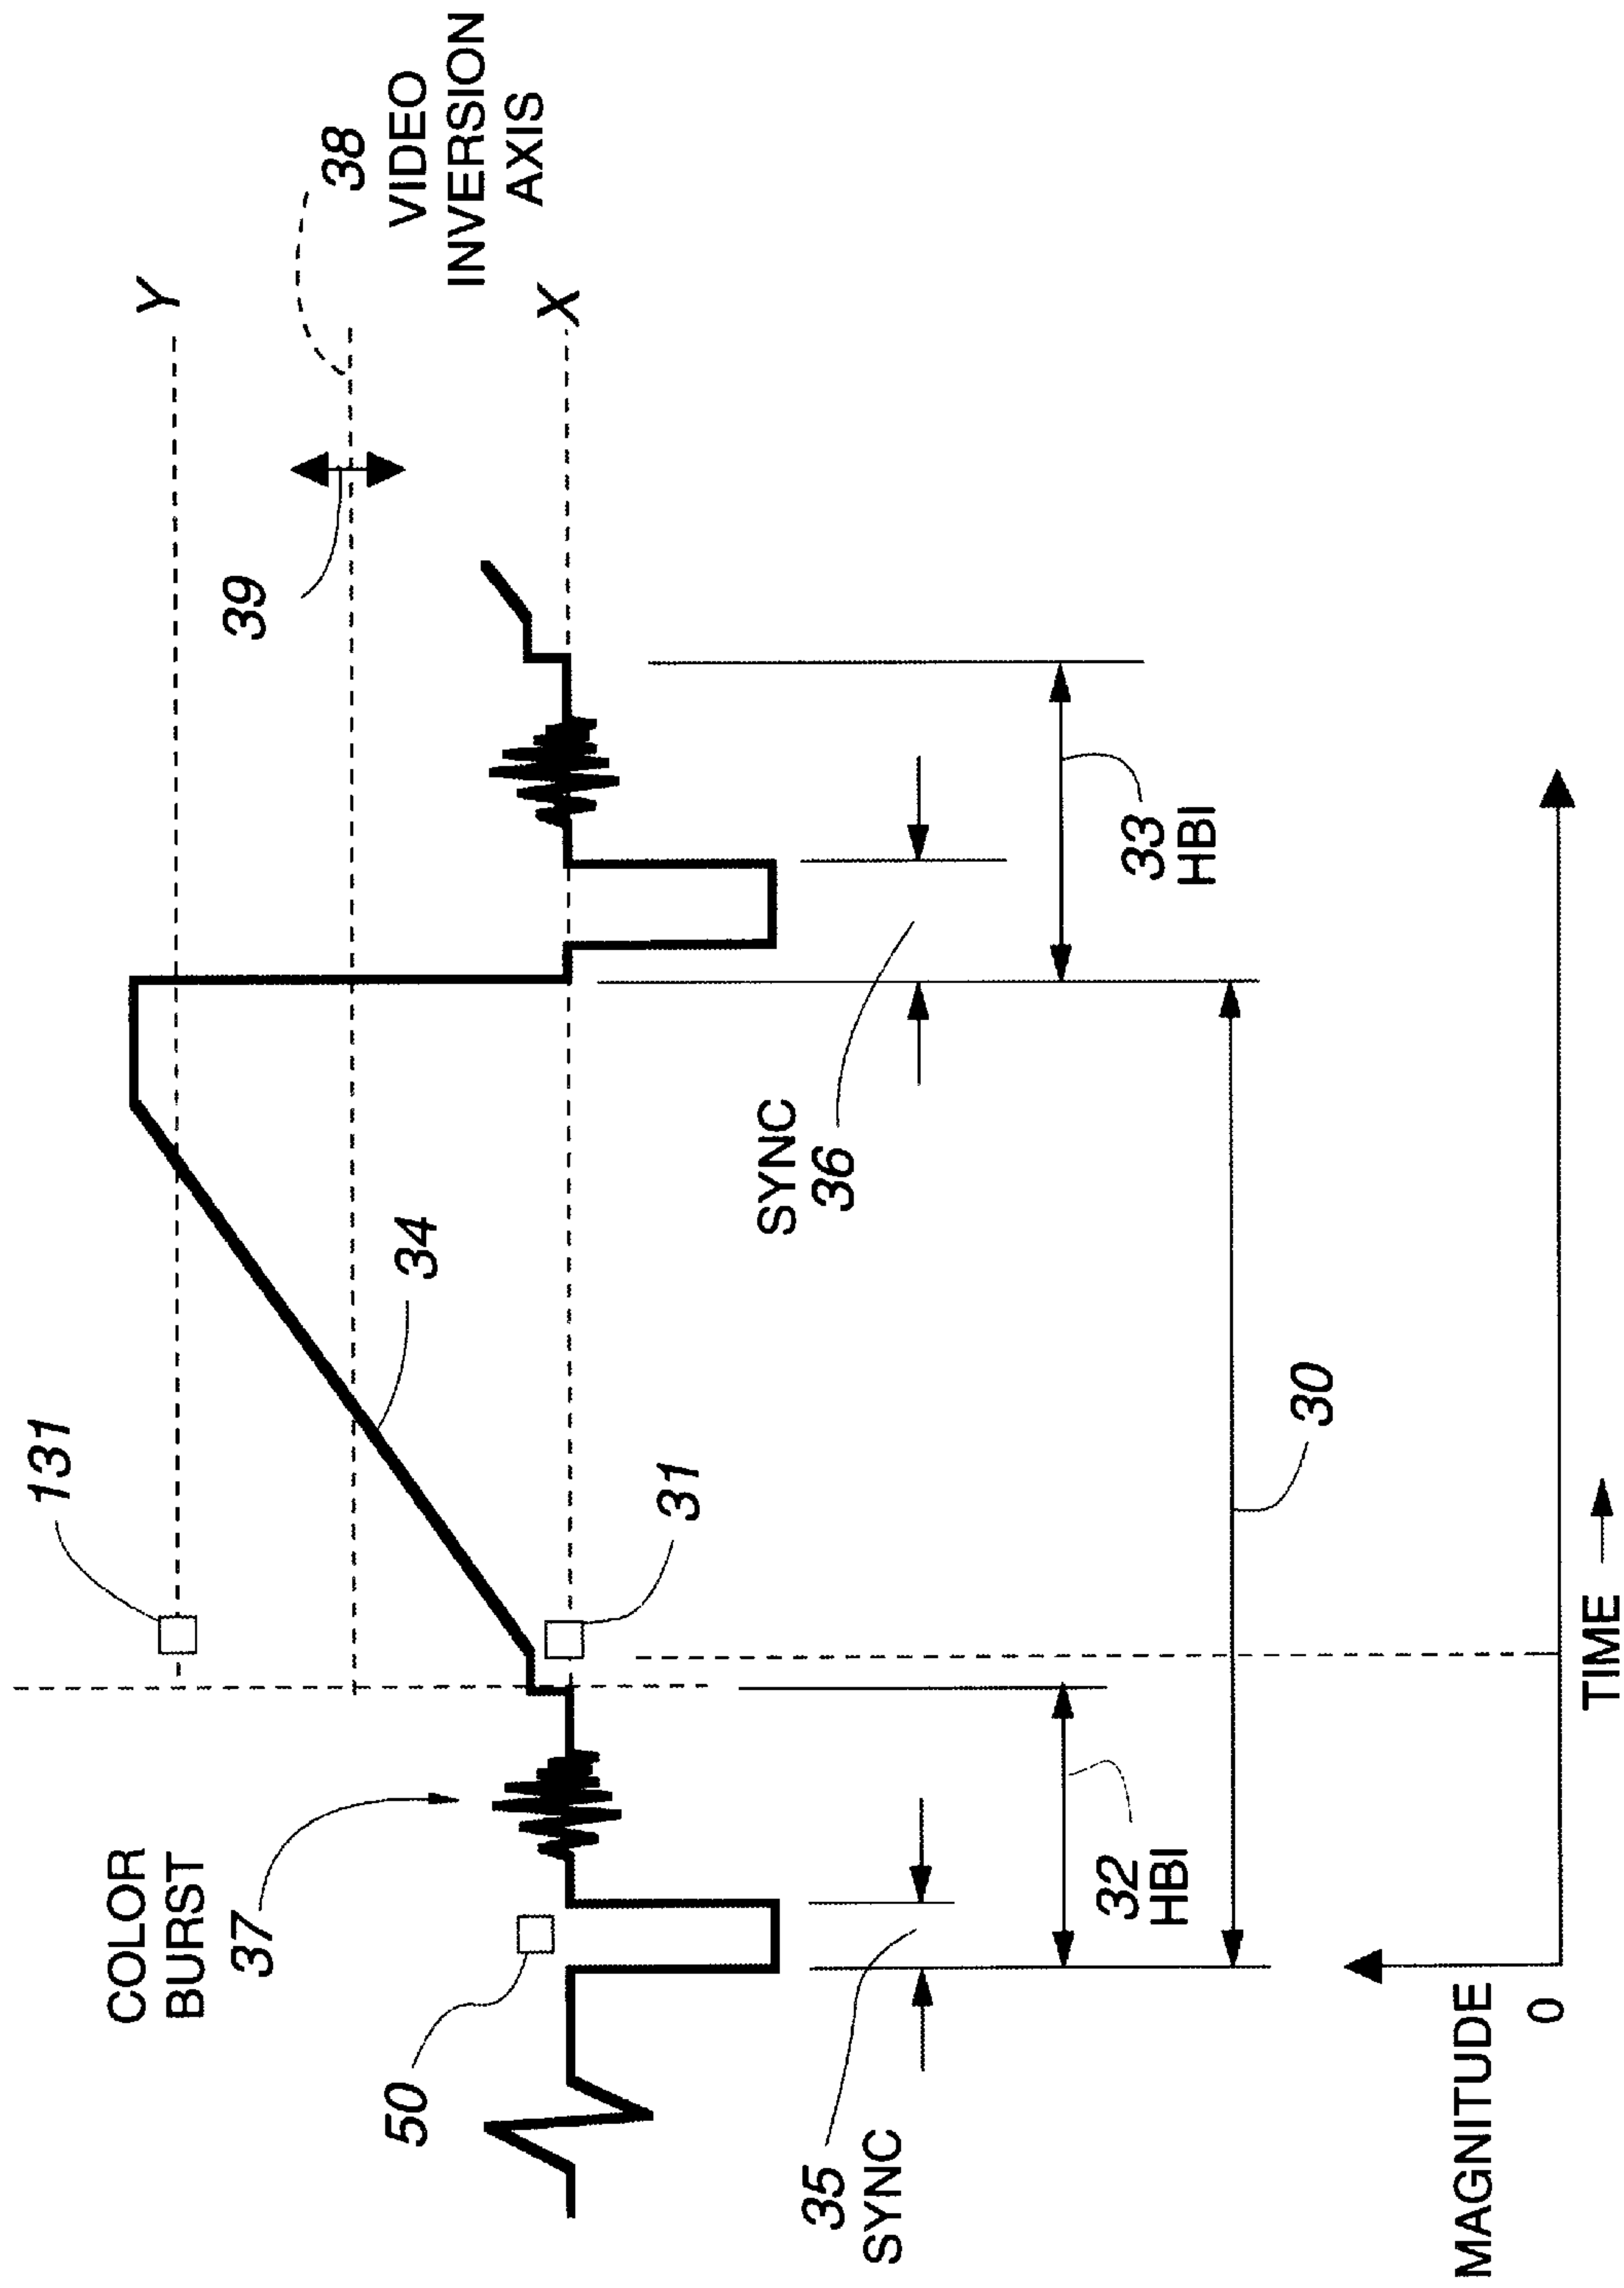 131
Y
38
VIDEO
INVERSION
AXIS
39
COLOR
BURST
37
50
34
X
31
35
SYNC
SYNC
36
32
HBI
33
HBI
30
MAGNITUDE
0
TIME